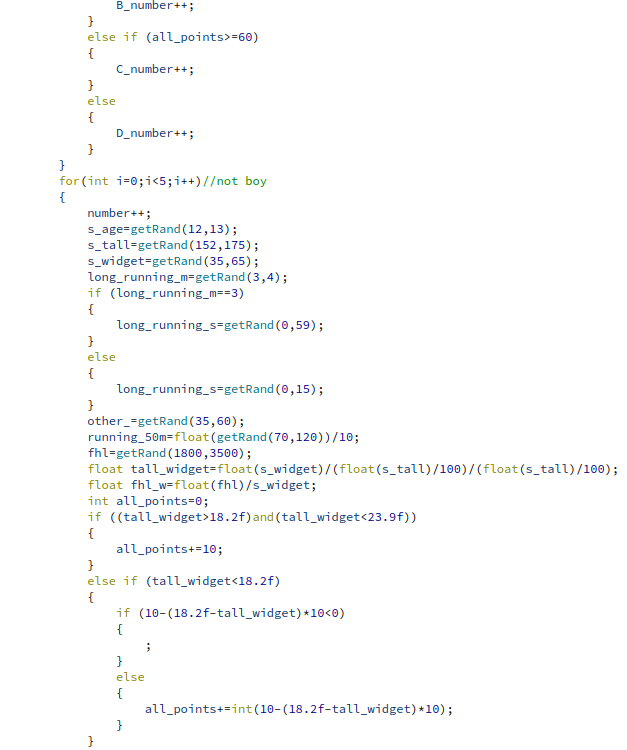 B_number++;
}
else if (all_points>=60)
{
C_number++;
}
else
{
D_number++;
}
}
for(int i=0;i<5;i++)//not boy
{
number++;
s_age=getRand(12,13);
s_tall=getRand(152,175);
s_widget=getRand(35,65);
long_running_m=getRand(3,4);
if (long_running_m==3)
{
long_running_s=getRand(0,59);
}
else
{
long_running_s=getRand(0,15);
}
other_=getRand(35,60);
running_50m=float(getRand(70,120))/10;
fhl=getRand(1800,3500);
float tall_widget=float(s_widget)/(float(s_tall)/100)/(float(s_tall)/100);
float fhl_w=float(fhl)/s_widget;
int all_points=0;
if ((tall_widget>18.2f)and(tall_widget<23.9f))
{
all_points+=10;
}
else if (tall_widget<18.2f)
{
if (10-(18.2f-tall_widget)*10<0)
{
;
}
else
{
all_points+=int(10-(18.2f-tall_widget)*10);
}
}